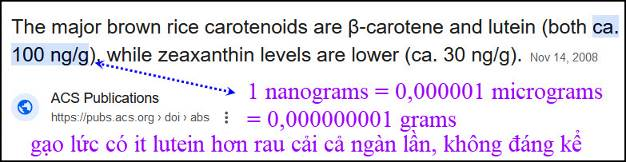 The major brown rice carotenoids are β-carotene and lutein (both ca.
100 ng/g), while zeaxanthin levels are lower (ca. 30 ng/g). Nov 14, 2008
1 nanograms = 0,000001 micrograms
ACS Publications
https://pubs.acs.org › doi › abs
= 0,000000001 grams
gạo lức có it lutein hơn rau cải cả ngàn lần, không đáng kể